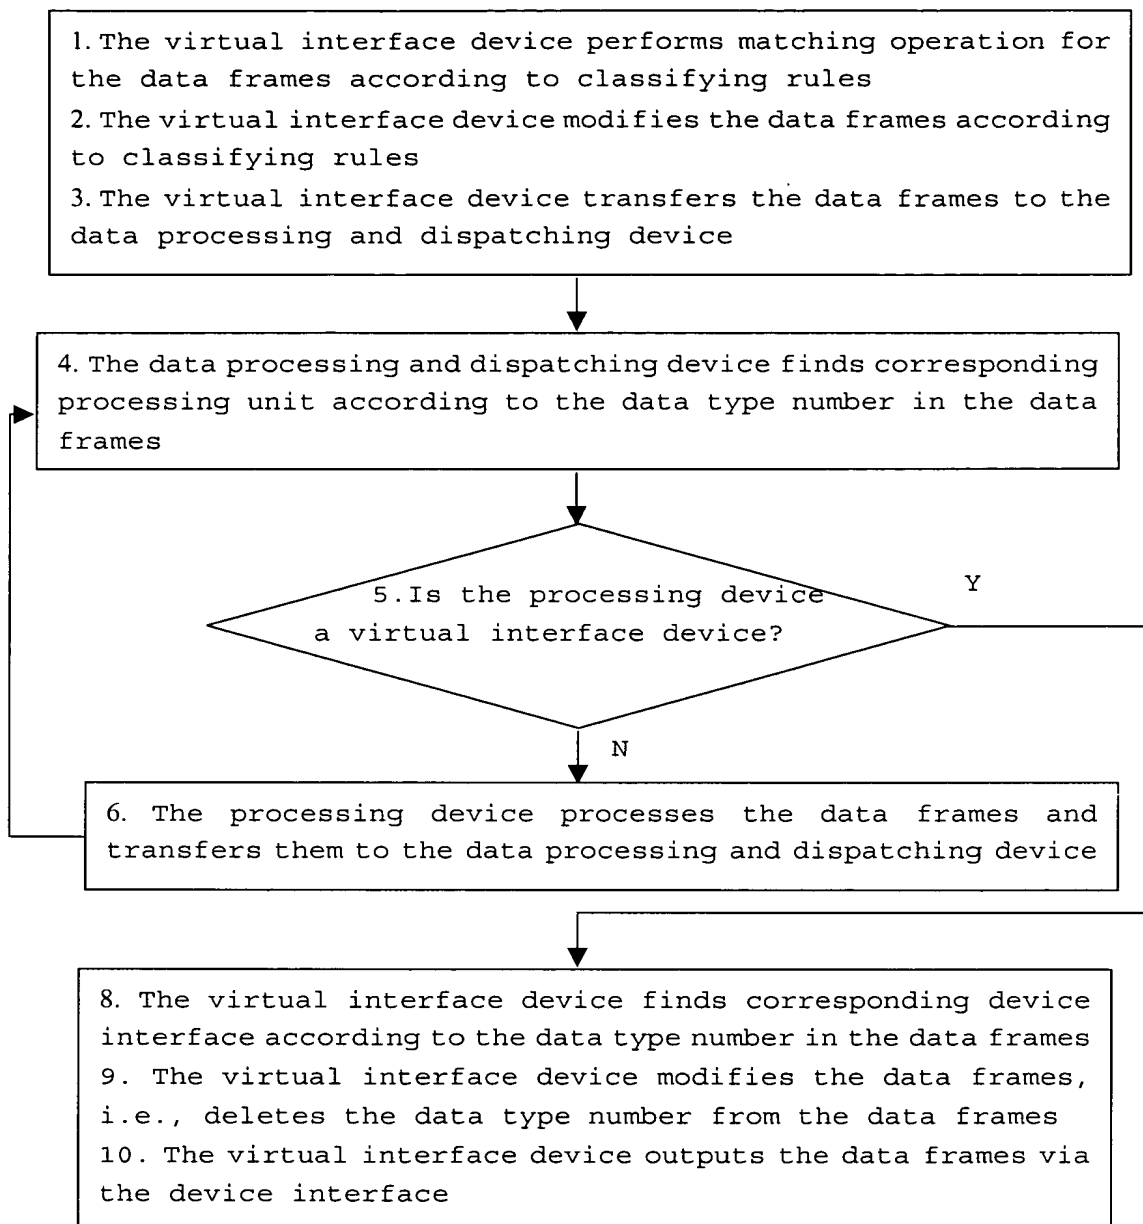 1. The virtual interface device performs matching operation for
the data frames according to classifying rules
2. The virtual interface device modifies the data frames according
to classifying rules
3. The virtual interface device transfers the data frames to the
data processing and dispatching device
4. The data processing and dispatching device finds corresponding
processing unit according to the data type number in the data
frames
5.Is the processing device
a virtual interface device?
Y
N
6. The processing device processes the data frames and
transfers them to the data processing and dispatching device
8. The virtual interface device finds corresponding device
interface according to the data type number in the data frames
9. The virtual interface device modifies the data frames,
i.e., deletes the data type number from the data frames
10. The virtual interface device outputs the data frames via
the device interface